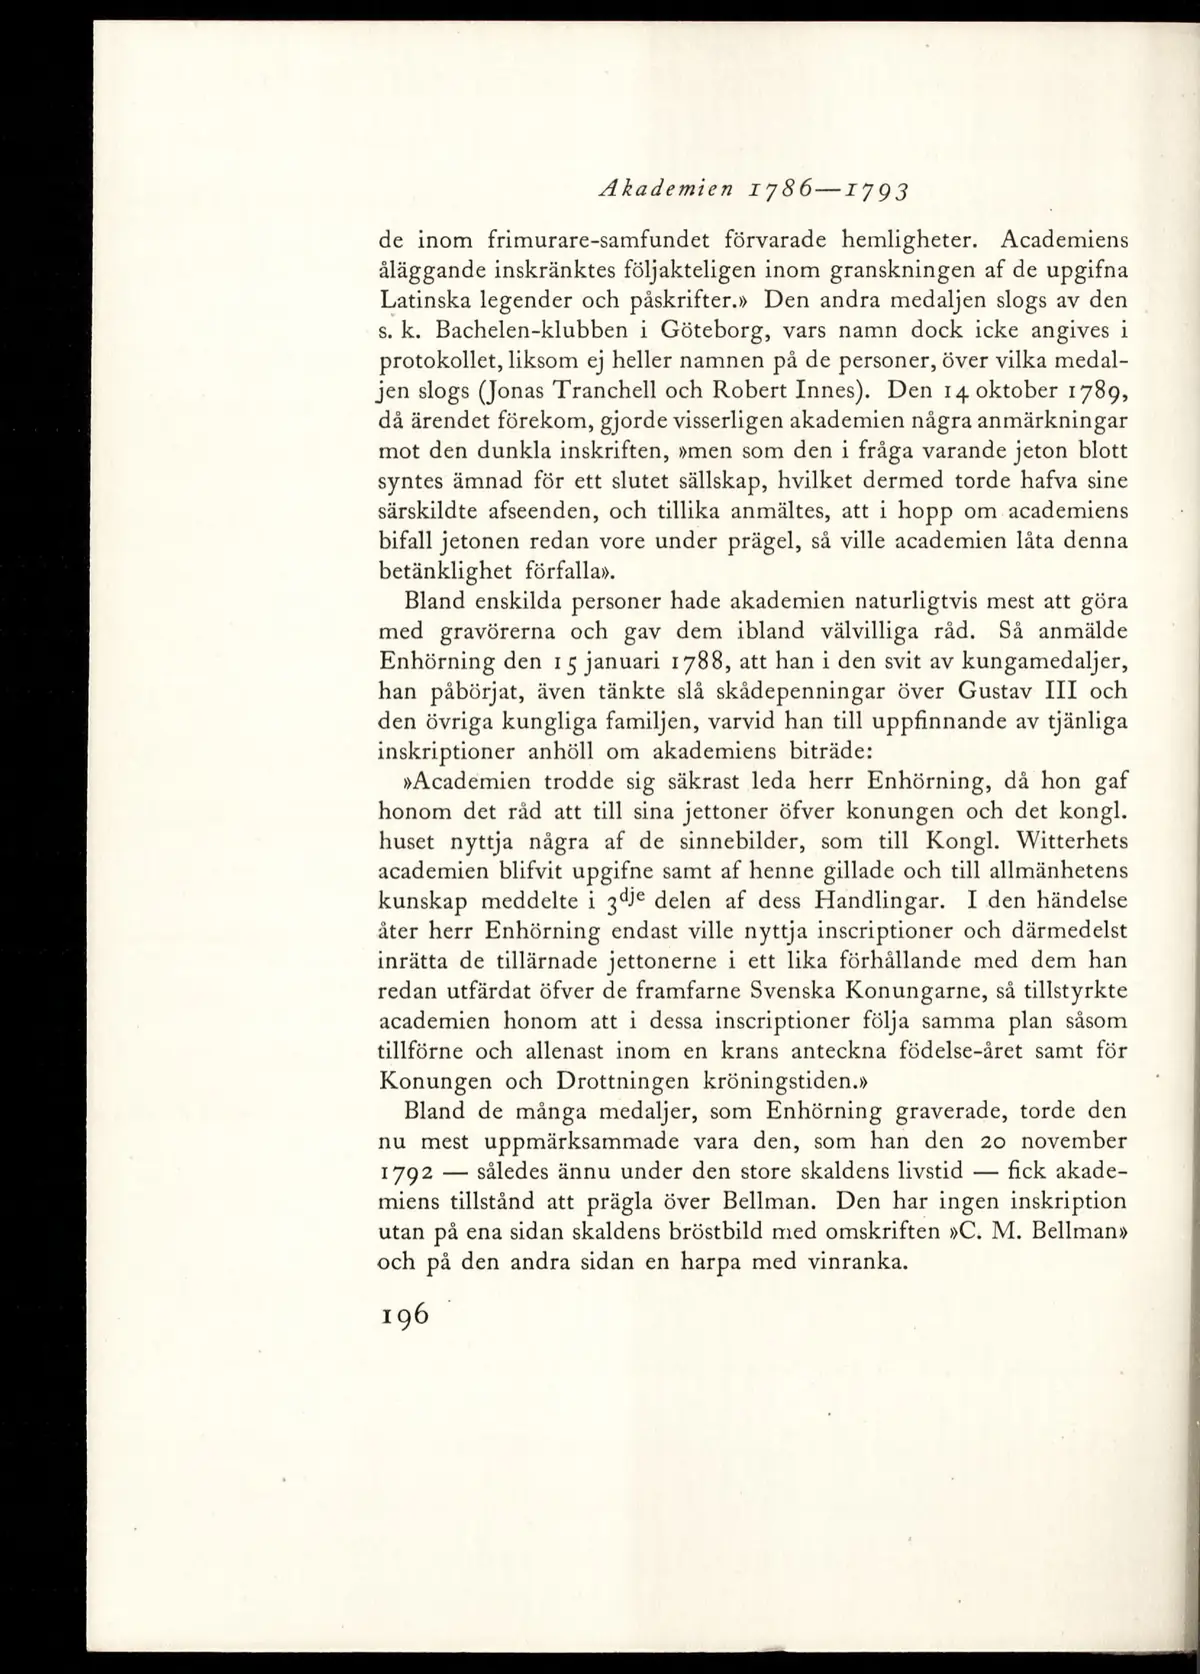 Akademien 1786—1793
de inom frimurare-samfundet förvarade hemligheter. Academiens
åläggande inskränktes följakteligen inom granskningen af de upgifna
Latinska legender och påskrifter.» Den andra medaljen slogs av den
s. k. Bachelen-klubben i Göteborg, vars namn dock icke angives i
protokollet, liksom ej heller namnen på de personer, över vilka medal-
jen slogs (Jonas Tranchell och Robert Innes). Den 14 oktober 1789,
då ärendet förekom, gjorde visserligen akademien några anmärkningar
mot den dunkla inskriften, »men som den i fråga varande jeton blott
syntes ämnad för ett slutet sällskap, hvilket dermed torde hafva sine
särskildte afseenden, och tillika anmältes, att i hopp om academiens
bifall jetonen redan vore under prägel, så ville academien låta denna
betänklighet förfalla».
Bland enskilda personer hade akademien naturligtvis mest att göra
med gravörerna och gav dem ibland välvilliga råd. Så anmälde
Enhörning den 15 januari 1788, att han i den svit av kungamedaljer,
han påbörjat, även tänkte slå skådepenningar över Gustav III och
den övriga kungliga familjen, varvid han till uppfinnande av tjänliga
inskriptioner anhöll om akademiens biträde:
»Academien trodde sig säkrast leda herr Enhörning, då hon gaf
honom det råd att till sina jettoner öfver konungen och det kongl.
huset nyttja några af de sinnebilder, som till Kongl. Witterhets
academien blifvit upgifne samt af henne gillade och till allmänhetens
kunskap meddelte i 3dje delen af dess Handlingar. I den händelse
åter herr Enhörning endast ville nyttja inscriptioner och därmedelst
inrätta de tillärnade jettonerne i ett lika förhållande med dem han
redan utfärdat öfver de framfarne Svenska Konungarne, så tillstyrkte
academien honom att i dessa inscriptioner följa samma plan såsom
tillförne och allenast inom en krans anteckna födelse-året samt för
Konungen och Drottningen kröningstiden.»
Bland de många medaljer, som Enhörning graverade, torde den
nu mest uppmärksammade vara den, som han den 20 november
1792 — således ännu under den store skaldens livstid — fick akade-
miens tillstånd att prägla över Bellman. Den har ingen inskription
utan på ena sidan skaldens bröstbild med omskriften »C. M. Bellman»
och på den andra sidan en harpa med vinranka.
196